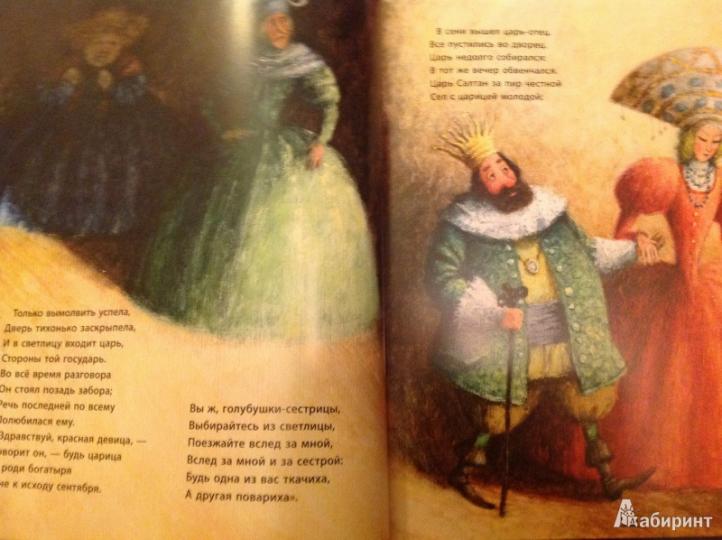 Только вымолвить успела,
Дверь тихонько заскрыпела,
И в светлицу входит царь,
Стороны той государь.
Во всё время разговора
Он стоял позадь забора;
Речь последней по всему
Полюбилася ему.
Здравствуй, красная девица, —
говорит он, — будь царица
роди богатыря
мне к исходу сентября.
Вы ж, голубушки-сестрицы,
Выбирайтесь из светлицы,
Поезжайте вслед за мной,
Вслед за мной и за сестрой:
Будь одна из вас ткачиха,
А другая повариха».
В сени вышел царь-отец.
Все пустились во дворец.
Царь недолго собирался:
В тот же вечер обвенчался.
Царь Салтан за пир честной
Сел с царицей молодой;
Лабиринт